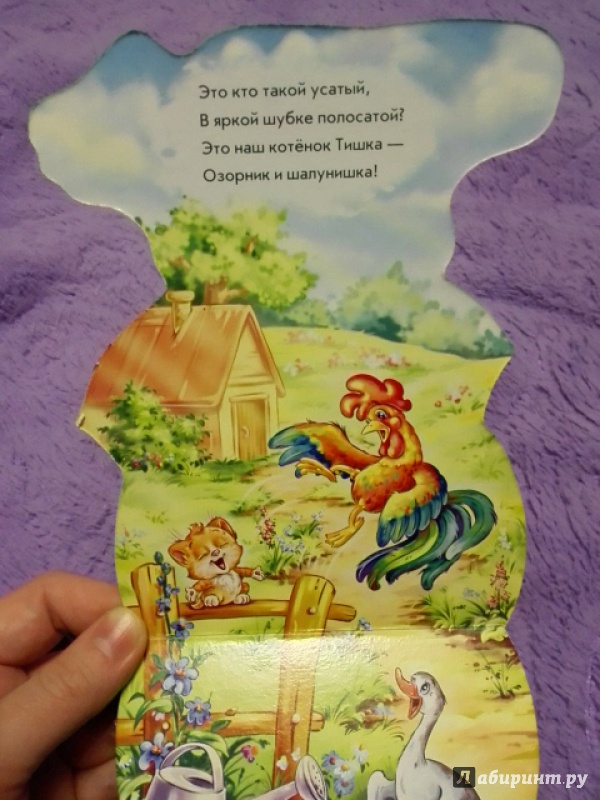 Это кто такой усатый,
В яркой шубке полосатой?
Это наш котёнок Тишка —
Озорник и шалунишка!
Лабиринт.ру